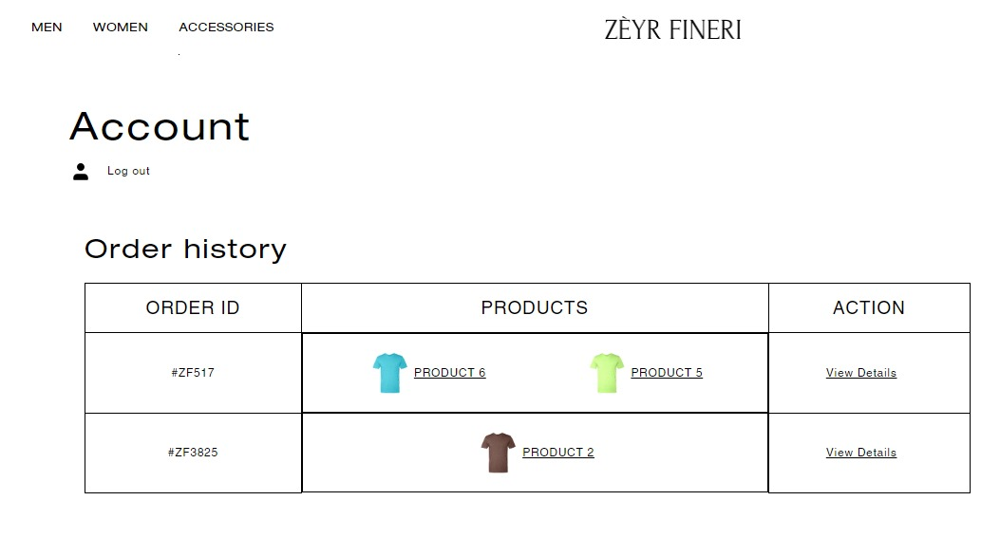 MEN WOMEN ACCESSORIES ZÈYR FINERI
Account
Log out
Order history
ORDER ID PRODUCTS ACTION
#ZF517 PRODUCT 6 PRODUCT 5 View Details
#ZF3825 PRODUCT 2 View Details